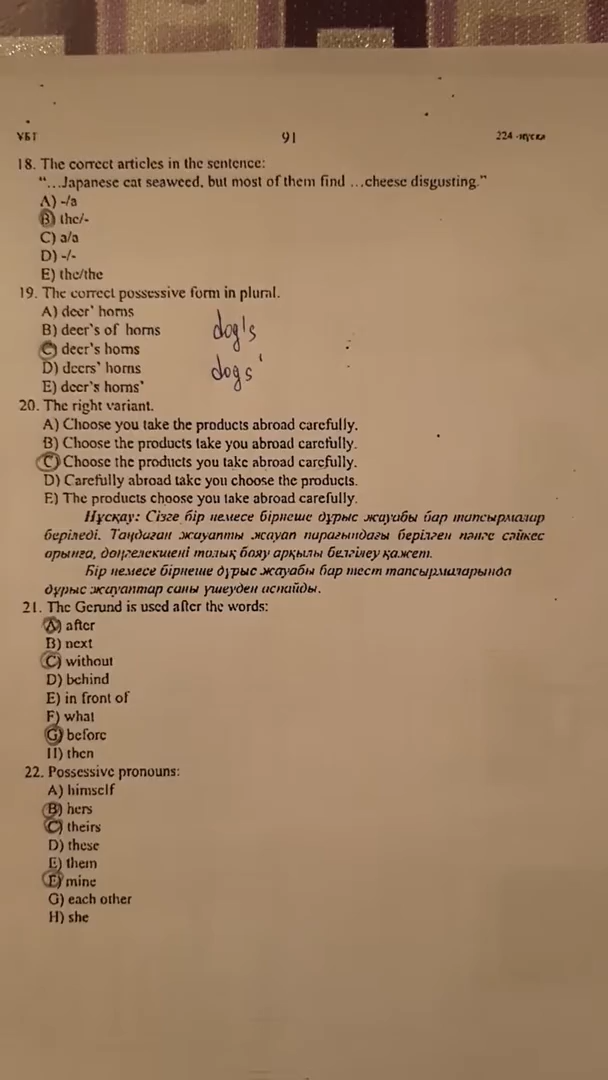 ҰБТ 91 224 -нұсқа
18. The correct articles in the sentence:
“…Japanese eat seaweed, but most of them find …cheese disgusting.”
A) -/a
B) the/-
C) a/a
D) -/-
E) the/the
19. The correct possessive form in plural.
A) deer’ horns
B) deer’s of horns
C) deer’s horns
D) deers’ horns
E) deer’s horns’
dog's
dogs'
20. The right variant.
A) Choose you take the products abroad carefully.
B) Choose the products take you abroad carefully.
C) Choose the products you take abroad carefully.
D) Carefully abroad take you choose the products.
E) The products choose you take abroad carefully.
Нұсқау: Сізге бір немесе бірнеше дұрыс жауабы бар тапсырмалар
беріледі. Таңдаған жауапты жауап парағындағы берілген пәнге сәйкес
орынға, дөңгелекшені толық бояу арқылы белгілеу қажет.
Бір немесе бірнеше дұрыс жауабы бар тест тапсырмаларында
дұрыс жауаптар саны үшеуден аспайды.
21. The Gerund is used after the words:
A) after
B) next
C) without
D) behind
E) in front of
F) what
G) before
H) then
22. Possessive pronouns:
A) himself
B) hers
C) theirs
D) these
E) them
F) mine
G) each other
H) she